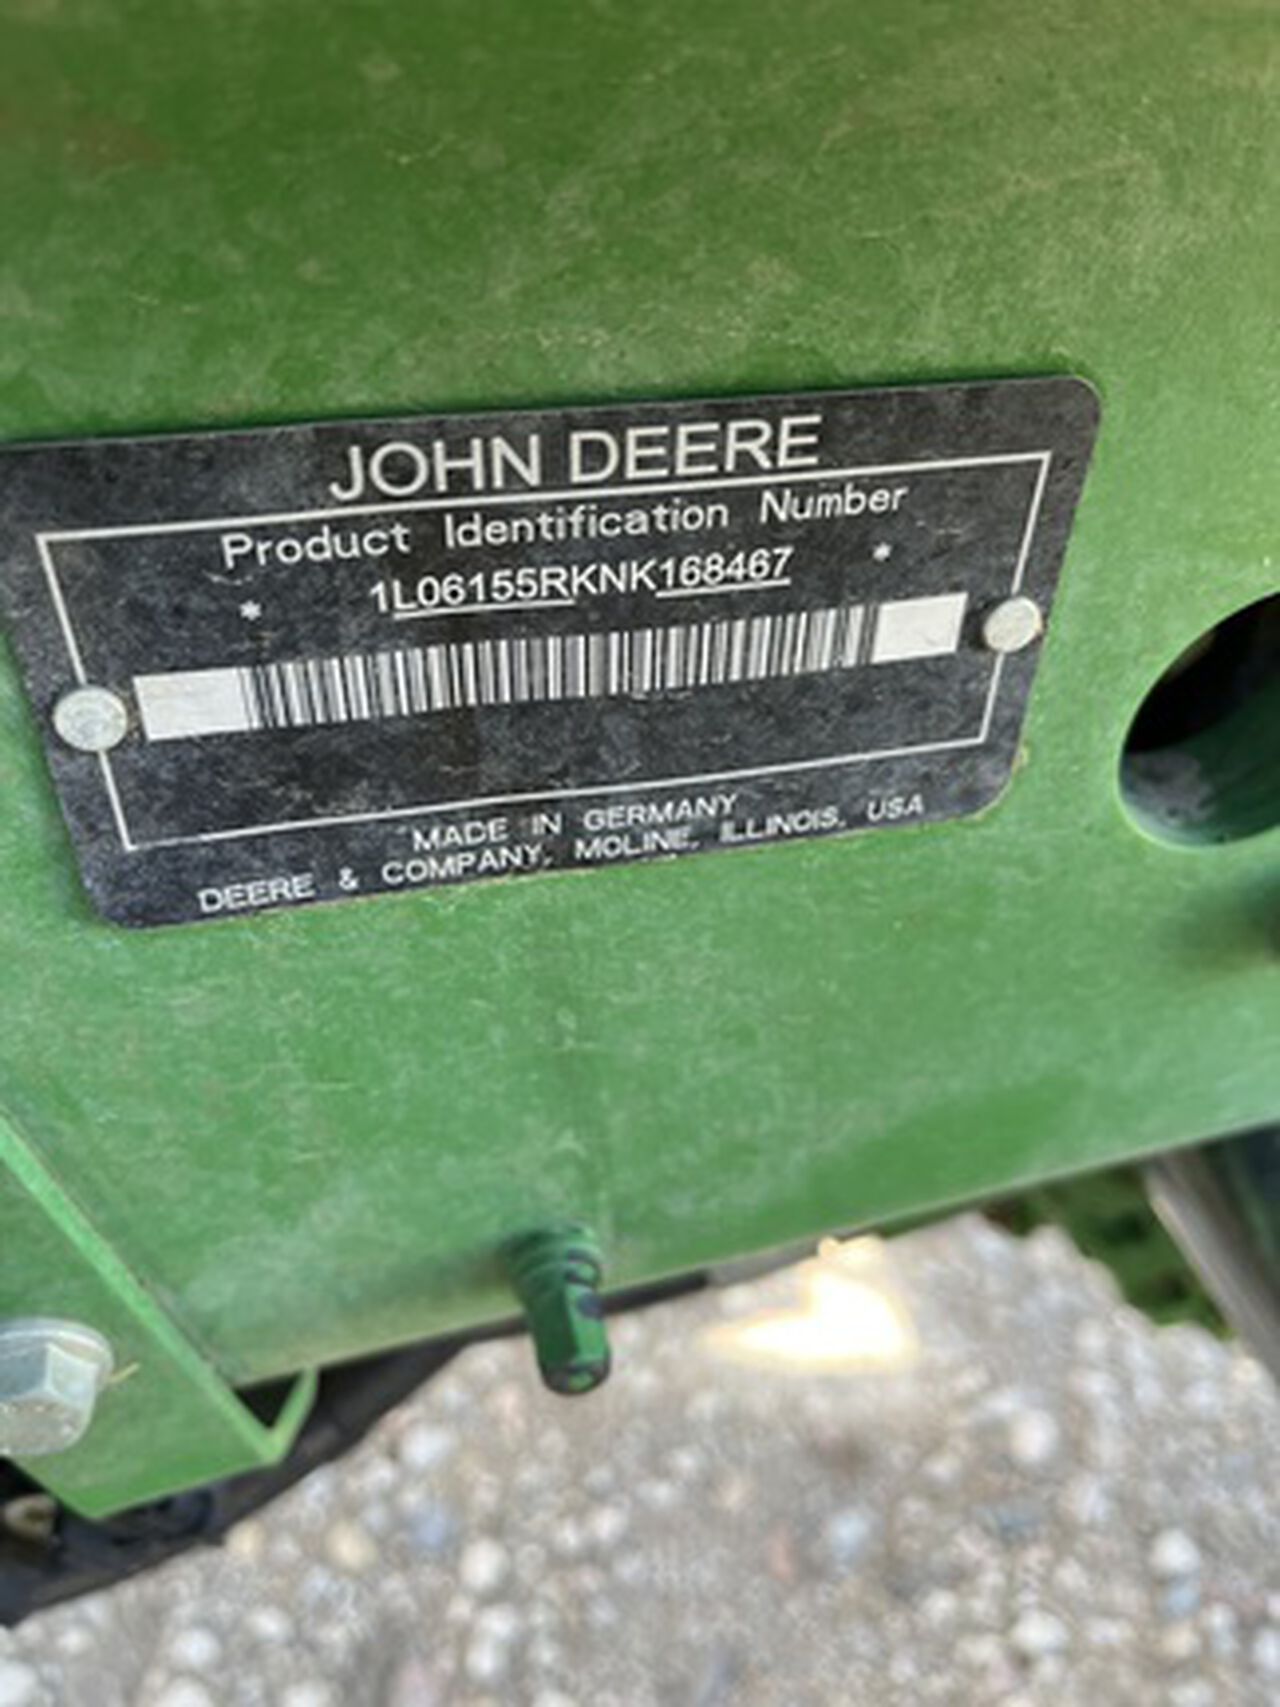 JOHN DEERE
Product Identification Number
* 1L06155RKNK168467 *
MADE IN GERMANY
DEERE & COMPANY, MOLINE, ILLINOIS, USA